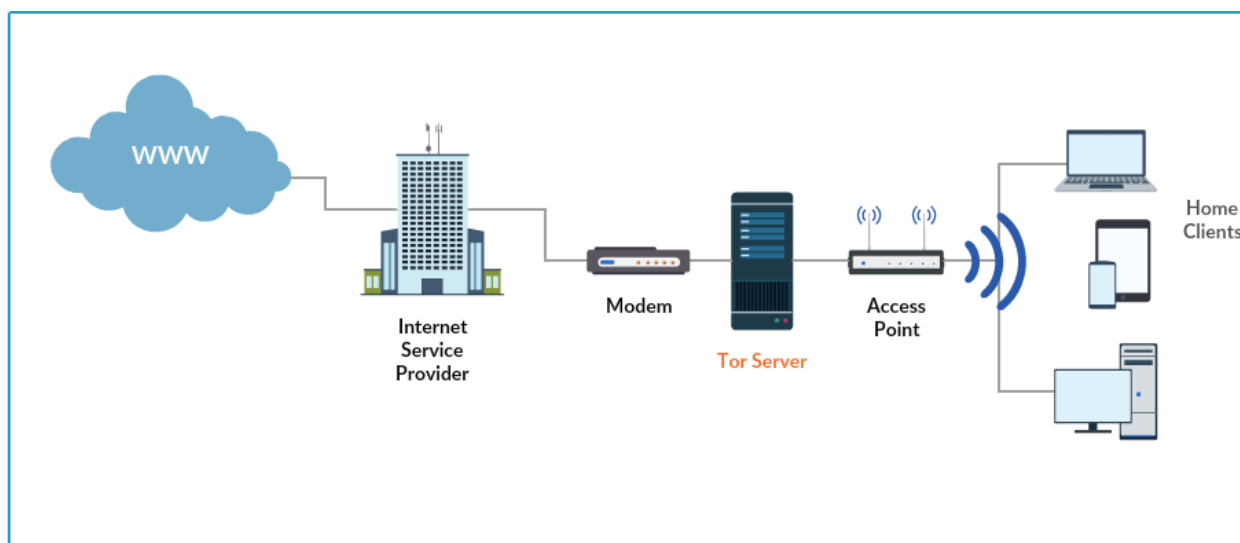 www
Internet
Service
Provider
Modem
Tor Server
Access
Point
Home
Clients